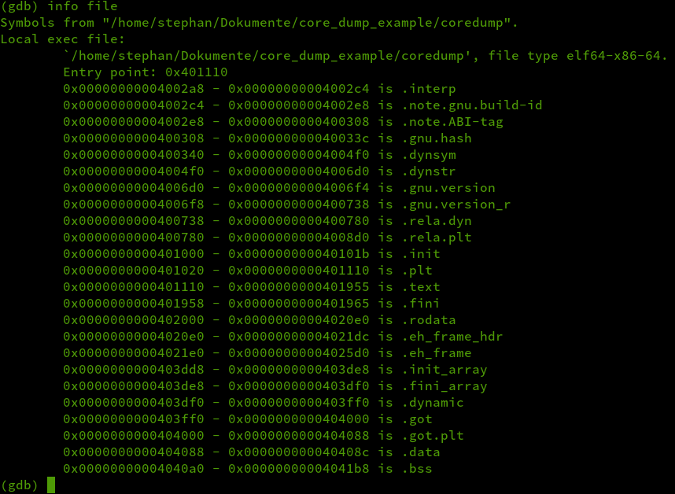 (gdb) info file
Symbols from "/home/stephan/Dokumente/core_dump_example/coredump".
Local exec file:
        `/home/stephan/Dokumente/core_dump_example/coredump', file type elf64-x86-64.
        Entry point: 0x401110
        0x00000000004002a8 - 0x00000000004002c4 is .interp
        0x00000000004002c4 - 0x00000000004002e8 is .note.gnu.build-id
        0x00000000004002e8 - 0x0000000000400308 is .note.ABI-tag
        0x0000000000400308 - 0x000000000040033c is .gnu.hash
        0x0000000000400340 - 0x00000000004004f0 is .dynsym
        0x00000000004004f0 - 0x00000000004006d0 is .dynstr
        0x00000000004006d0 - 0x00000000004006f4 is .gnu.version
        0x00000000004006f8 - 0x0000000000400738 is .gnu.version_r
        0x0000000000400738 - 0x0000000000400780 is .rela.dyn
        0x0000000000400780 - 0x00000000004008d0 is .rela.plt
        0x0000000000401000 - 0x000000000040101b is .init
        0x0000000000401020 - 0x0000000000401110 is .plt
        0x0000000000401110 - 0x0000000000401955 is .text
        0x0000000000401958 - 0x0000000000401965 is .fini
        0x0000000000402000 - 0x00000000004020e0 is .rodata
        0x00000000004020e0 - 0x00000000004021dc is .eh_frame_hdr
        0x00000000004021e0 - 0x00000000004025d0 is .eh_frame
        0x0000000000403dd8 - 0x0000000000403de8 is .init_array
        0x0000000000403de8 - 0x0000000000403df0 is .fini_array
        0x0000000000403df0 - 0x0000000000403ff0 is .dynamic
        0x0000000000403ff0 - 0x0000000000404000 is .got
        0x0000000000404000 - 0x0000000000404088 is .got.plt
        0x0000000000404088 - 0x000000000040408c is .data
        0x00000000004040a0 - 0x00000000004041b8 is .bss
(gdb)